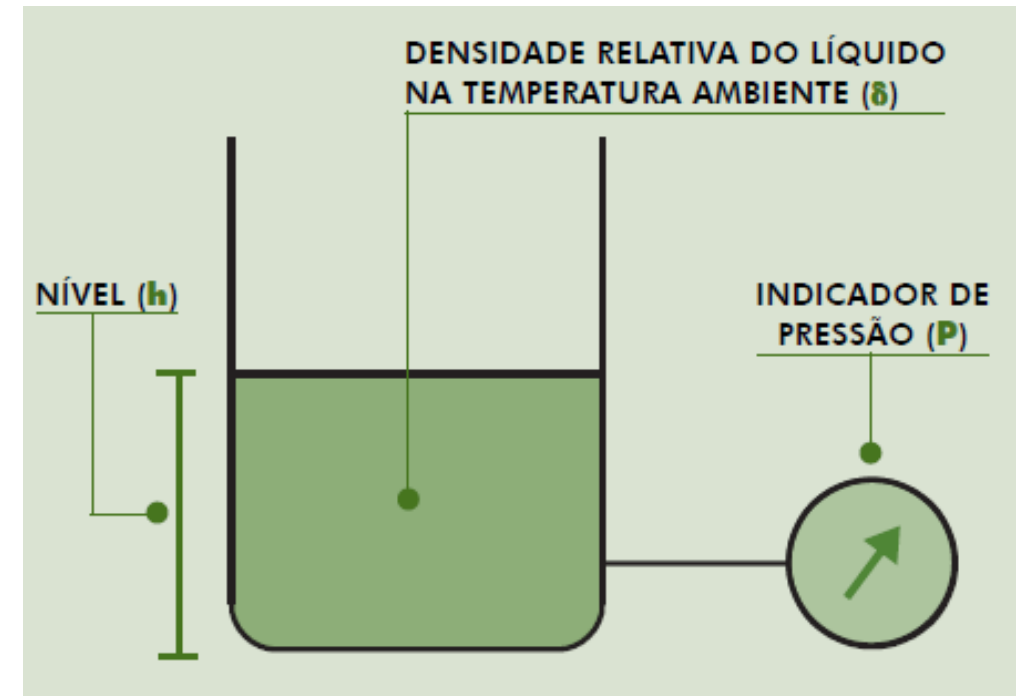 DENSIDADE RELATIVA DO LÍQUIDO
NA TEMPERATURA AMBIENTE (δ)
NÍVEL (h)
INDICADOR DE
PRESSÃO (P)